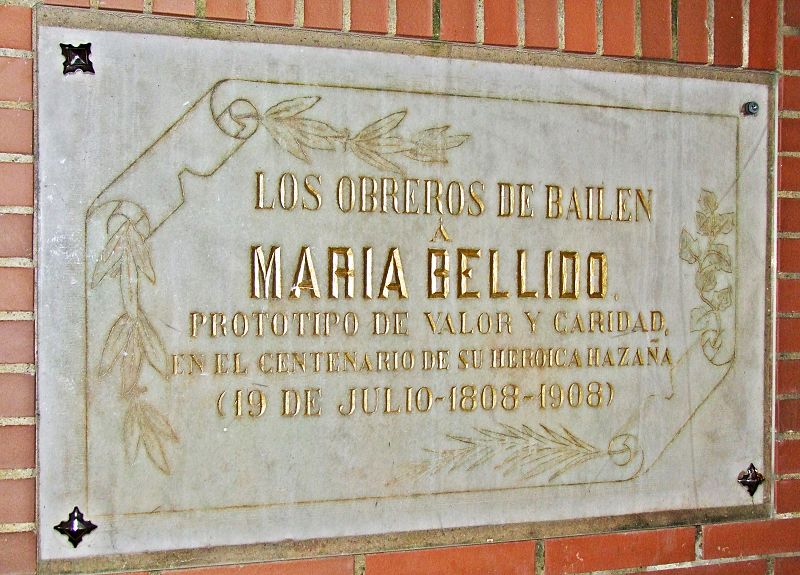 LOS OBREROS DE BAILEN
A
MARIA BELLIDO.
PROTOTIPO DE VALOR Y CARIDAD,
EN EL CENTENARIO DE SU HEROICA HAZAÑA
(19 DE JULIO-1808-1908)